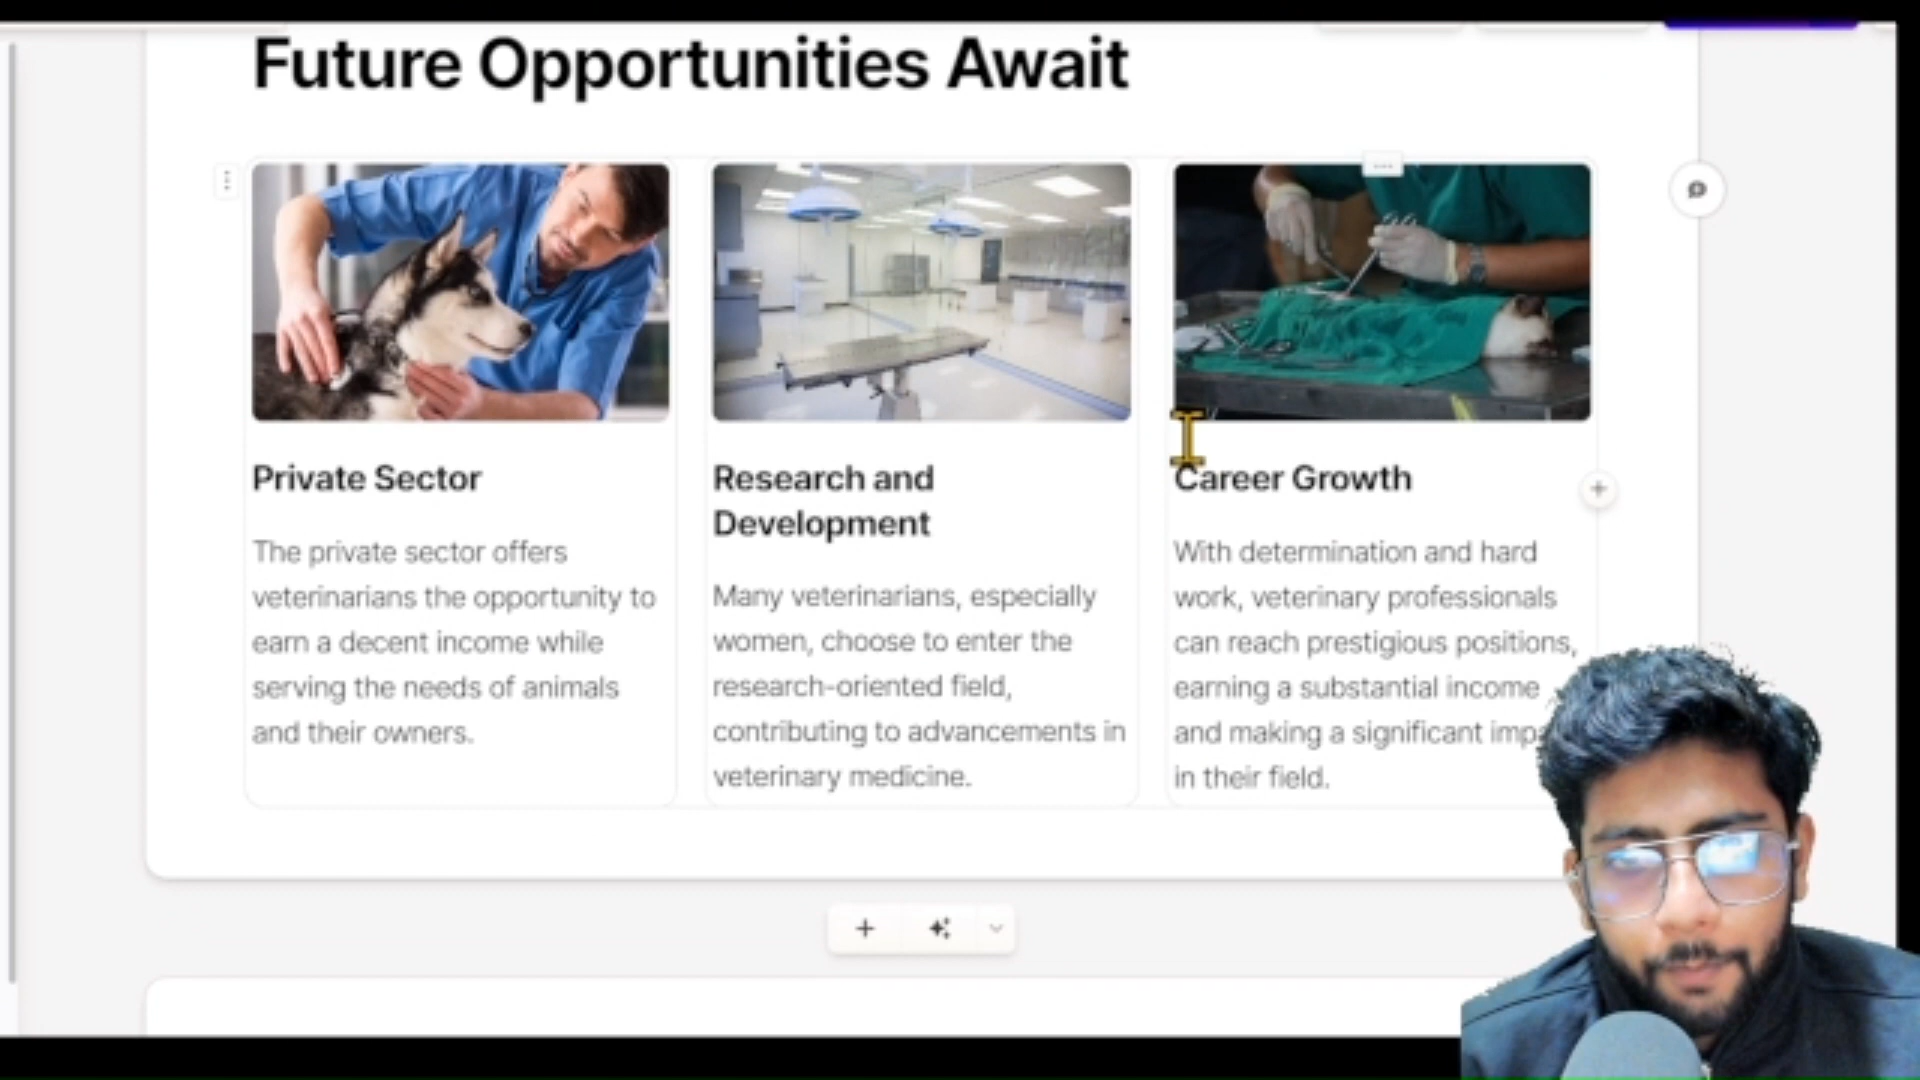 Future Opportunities Await
Private Sector
The private sector offers
veterinarians the opportunity to
earn a decent income while
serving the needs of animals
and their owners.
Research and
Development
Many veterinarians, especially
women, choose to enter the
research-oriented field,
contributing to advancements in
veterinary medicine.
Career Growth
With determination and hard
work, veterinary professionals
can reach prestigious positions,
earning a substantial income
and making a significant
in their field.